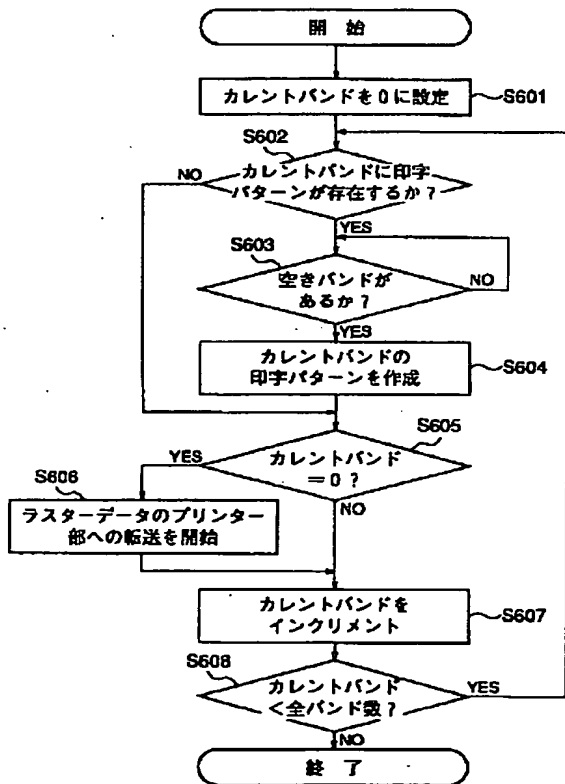 開始
カレントバンドを0に設定
S601
S602
カレントバンドに印字
パターンが存在するか?
NO
YES
S603
空きバンドが
あるか?
NO
YES
カレントバンドの
印字パターンを作成
S604
S605
カレントバンド
=0?
YES
NO
S606
ラスターデータのプリンター
部への転送を開始
カレントバンドを
インクリメント
S607
S608
カレントバンド
<全バンド数?
YES
NO
終了